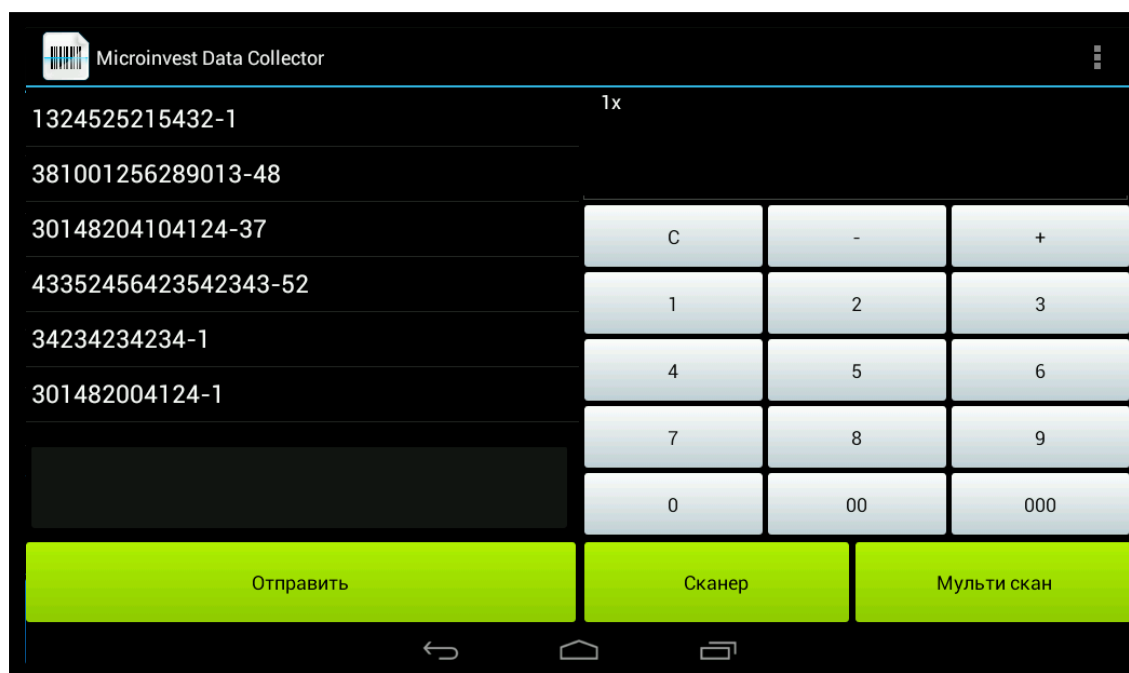 Microinvest Data Collector
1324525215432-1
381001256289013-48
30148204104124-37
43352456423542343-52
34234234234-1
301482004124-1
1x
C - +
1 2 3
4 5 6
7 8 9
0 00 000
Отправить Сканер Мульти скан